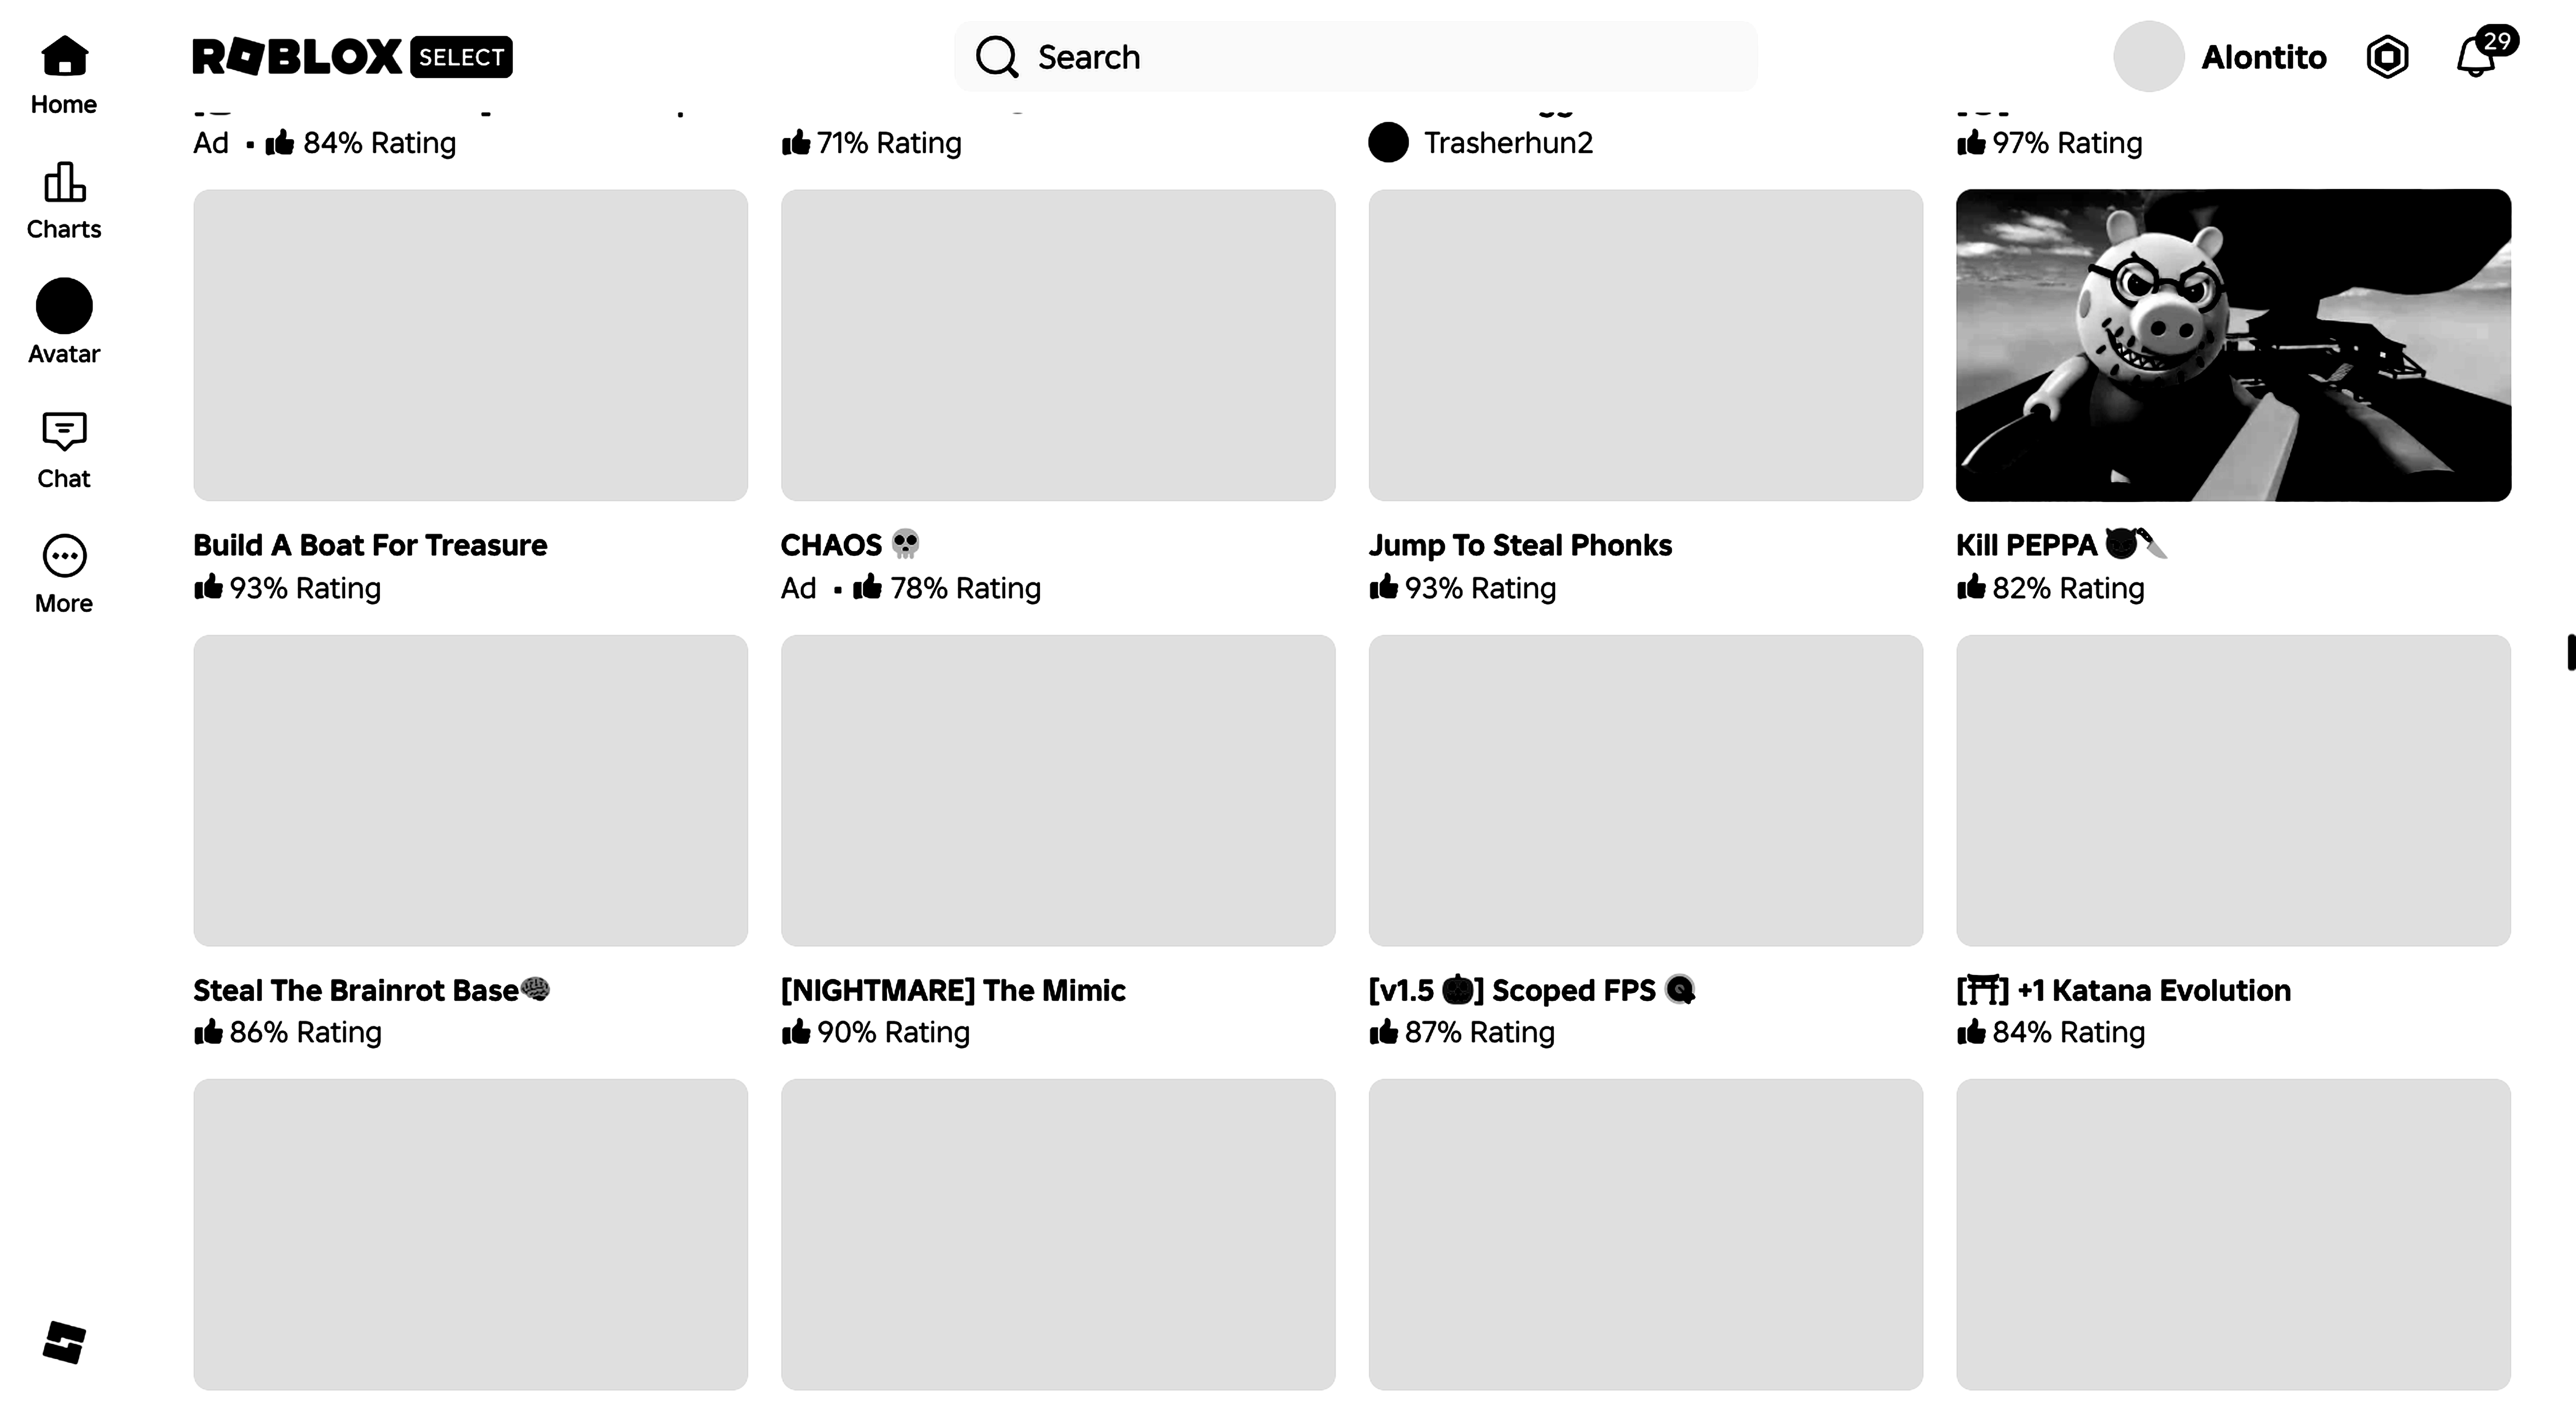 ROBLOX SELECT
Search
Alontito
29
Home
Charts
Avatar
Chat
More
Ad 84% Rating
71% Rating
Trasherhun2
97% Rating
Build A Boat For Treasure
93% Rating
CHAOS 💀
Ad 78% Rating
Jump To Steal Phonks
93% Rating
Kill PEPPA 😈🔪
82% Rating
Steal The Brainrot Base🧠
86% Rating
[NIGHTMARE] The Mimic
90% Rating
[v1.5 🎃] Scoped FPS 🍳
87% Rating
[⛩️] +1 Katana Evolution
84% Rating